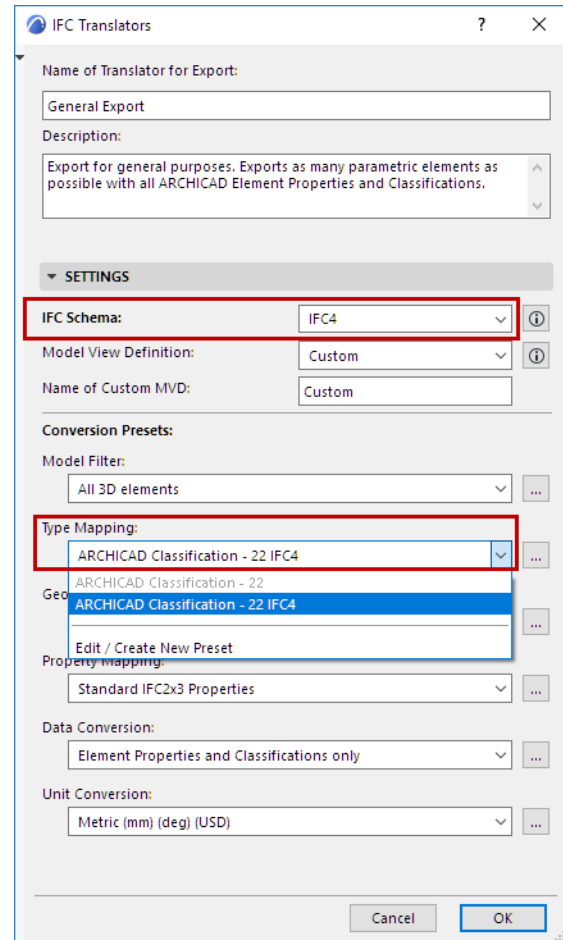 IFC Translators
?
Name of Translator for Export:
General Export
Description:
Export for general purposes. Exports as many parametric elements as
possible with all ARCHICAD Element Properties and Classifications.
SETTINGS
IFC Schema:
IFC4
Model View Definition:
Custom
Name of Custom MVD:
Custom
Conversion Presets:
Model Filter:
All 3D elements
...
Type Mapping:
ARCHICAD Classification - 22 IFC4
...
ARCHICAD Classification - 22
Geo
ARCHICAD Classification - 22 IFC4
...
Edit / Create New Preset
Property Mapping:
Standard IFC2x3 Properties
...
Data Conversion:
Element Properties and Classifications only
...
Unit Conversion:
Metric (mm) (deg) (USD)
...
Cancel
OK